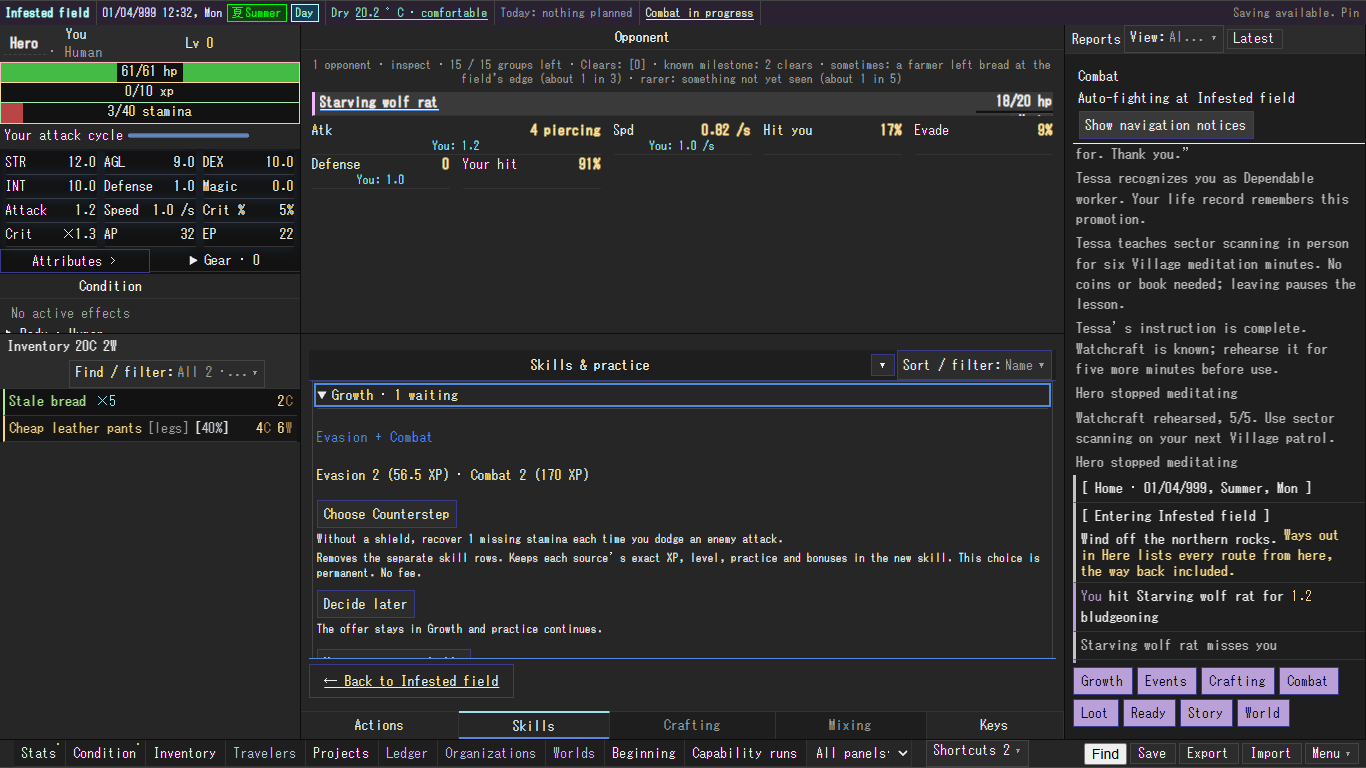 Infested field 01/04/999 12:32, Mon 夏Summer Day Dry 20.2 ° C · comfortable Today: nothing planned Combat in progress Saving available. Pin
Hero · You
Human
Lv 0
61/61 hp
0/10 xp
3/40 stamina
Your attack cycle
STR 12.0 AGL 9.0 DEX 10.0
INT 10.0 Defense 1.0 Magic 0.0
Attack 1.2 Speed 1.0 /s Crit % 5%
Crit ×1.3 AP 32 EP 22
Attributes > ▶ Gear · 0
Condition
No active effects
Inventory 20C 2W
Find / filter: All 2 ·... ▾
Stale bread ×5 2C
Cheap leather pants [legs] [40%] 4C 6W
Opponent
1 opponent · inspect · 15 / 15 groups left · Clears: [0] · known milestone: 2 clears · sometimes: a farmer left bread at the
field's edge (about 1 in 3) · rarer: something not yet seen (about 1 in 5)
Starving wolf rat 18/20 hp
Atk 4 piercing Spd 0.82 /s Hit you 17% Evade 9%
You: 1.2 You: 1.0 /s
Defense 0 Your hit 91%
You: 1.0
Skills & practice ▾ Sort / filter: Name ▾
▼ Growth · 1 waiting
Evasion + Combat
Evasion 2 (56.5 XP) · Combat 2 (170 XP)
Choose Counterstep
Without a shield, recover 1 missing stamina each time you dodge an enemy attack.
Removes the separate skill rows. Keeps each source's exact XP, level, practice and bonuses in the new skill. This choice is
permanent. No fee.
Decide later
The offer stays in Growth and practice continues.
← Back to Infested field
Actions Skills Crafting Mixing Keys
Reports View: Al... ▾ Latest
Combat
Auto-fighting at Infested field
Show navigation notices
for. Thank you.”
Tessa recognizes you as Dependable
worker. Your life record remembers this
promotion.
Tessa teaches sector scanning in person
for six Village meditation minutes. No
coins or book needed; leaving pauses the
lesson.
Tessa's instruction is complete.
Watchcraft is known; rehearse it for
five more minutes before use.
Hero stopped meditating
Watchcraft rehearsed, 5/5. Use sector
scanning on your next Village patrol.
Hero stopped meditating
[ Home · 01/04/999, Summer, Mon ]
[ Entering Infested field ]
Wind off the northern rocks. Ways out
in Here lists every route from here,
the way back included.
You hit Starving wolf rat for 1.2
bludgeoning
Starving wolf rat misses you
Growth Events Crafting Combat
Loot Ready Story World
Stats Condition Inventory Travelers Projects Ledger Organizations Worlds Beginning Capability runs All panels· Shortcuts 2 ▾ Find Save Export Import Menu ▾